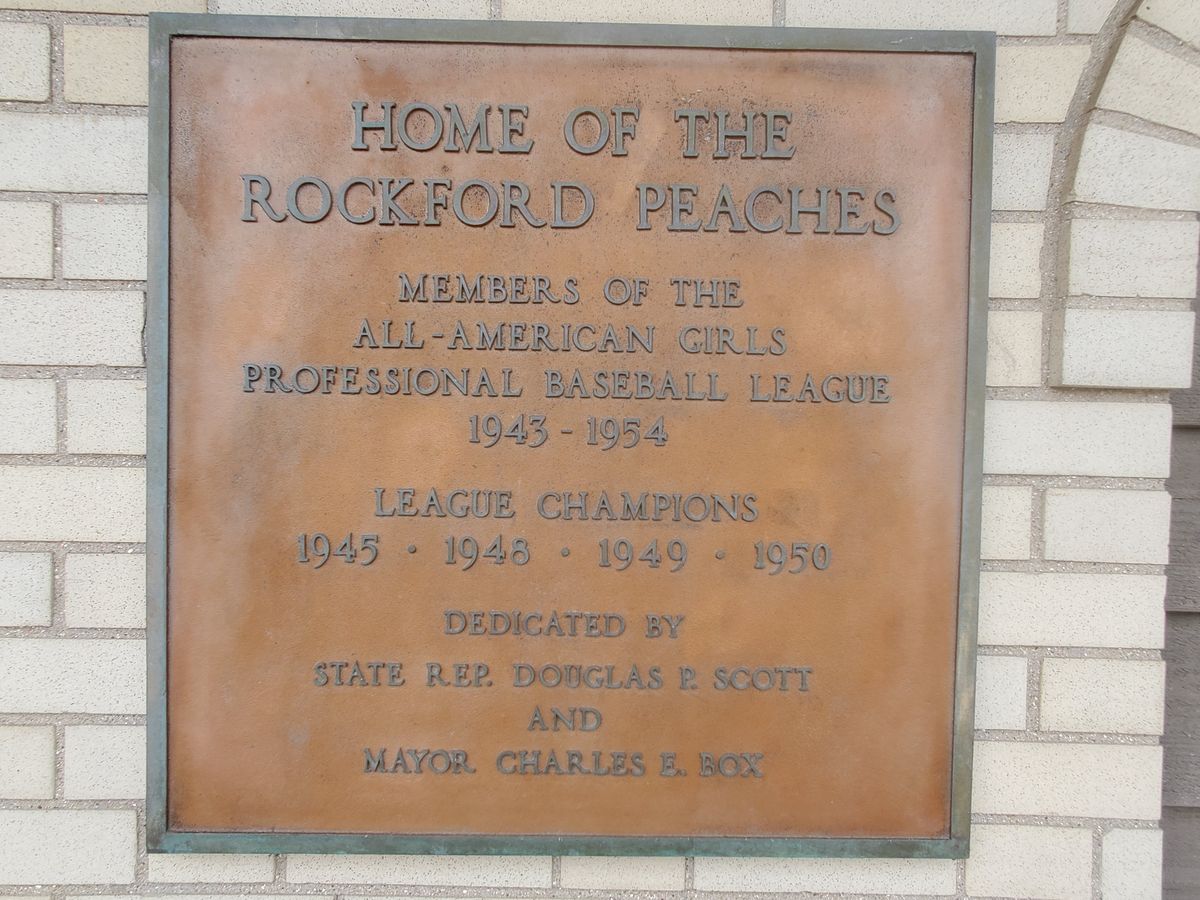 HOME OF THE
ROCKFORD PEACHES
MEMBERS OF THE
ALL-AMERICAN GIRLS
PROFESSIONAL BASEBALL LEAGUE
1943 - 1954
LEAGUE CHAMPIONS
1945 · 1948 · 1949 · 1950
DEDICATED BY
STATE REP. DOUGLAS P. SCOTT
AND
MAYOR CHARLES E. BOX